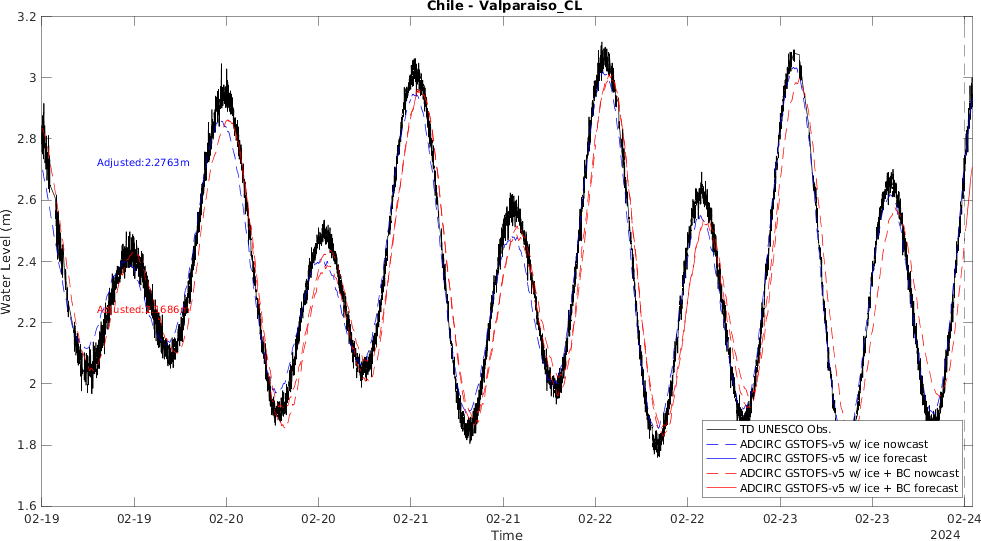 Chile - Valparaiso_CL
3.2
3
2.8
2.6
2.4
2.2
2
1.8
1.6
Water Level (m)
Adjusted:2.2763m
TD UNESCO Obs.
ADCIRC GSTOFS-v5 w/ ice nowcast
ADCIRC GSTOFS-v5 w/ ice forecast
ADCIRC GSTOFS-v5 w/ ice + BC nowcast
ADCIRC GSTOFS-v5 w/ ice + BC forecast
02-19 02-19 02-20 02-20 02-21 02-21 02-22 02-22 02-23 02-23 02-24
Time
2024